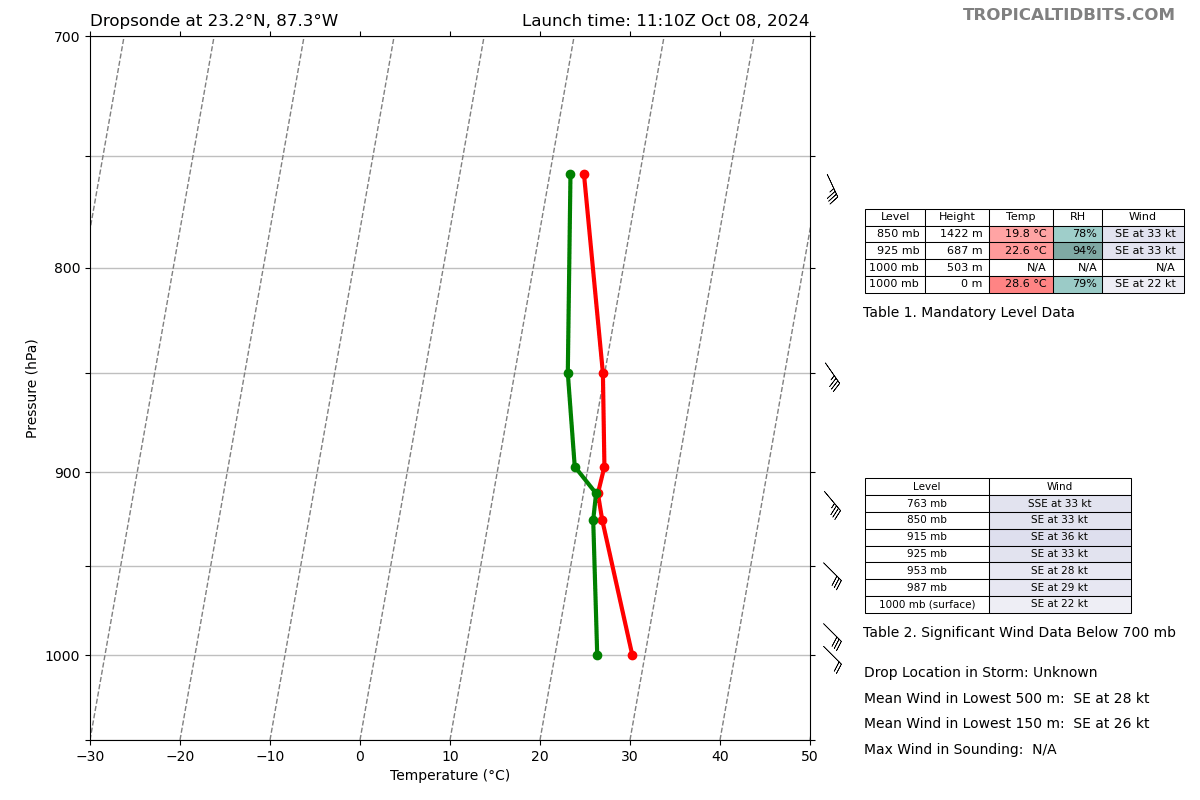 Dropsonde at 23.2°N, 87.3°W
Launch time: 11:10Z Oct 08, 2024
TROPICALTIDBITS.COM
700
800
900
1000
Pressure (hPa)
−30 −20 −10 0 10 20 30 40 50
Temperature (°C)
Level Height Temp RH Wind
850 mb 1422 m 19.8 °C 78% SE at 33 kt
925 mb 687 m 22.6 °C 94% SE at 33 kt
1000 mb 503 m N/A N/A N/A
1000 mb 0 m 28.6 °C 79% SE at 22 kt
Table 1. Mandatory Level Data
Level Wind
763 mb SSE at 33 kt
850 mb SE at 33 kt
915 mb SE at 36 kt
925 mb SE at 33 kt
953 mb SE at 28 kt
987 mb SE at 29 kt
1000 mb (surface) SE at 22 kt
Table 2. Significant Wind Data Below 700 mb
Drop Location in Storm: Unknown
Mean Wind in Lowest 500 m:  SE at 28 kt
Mean Wind in Lowest 150 m:  SE at 26 kt
Max Wind in Sounding:  N/A